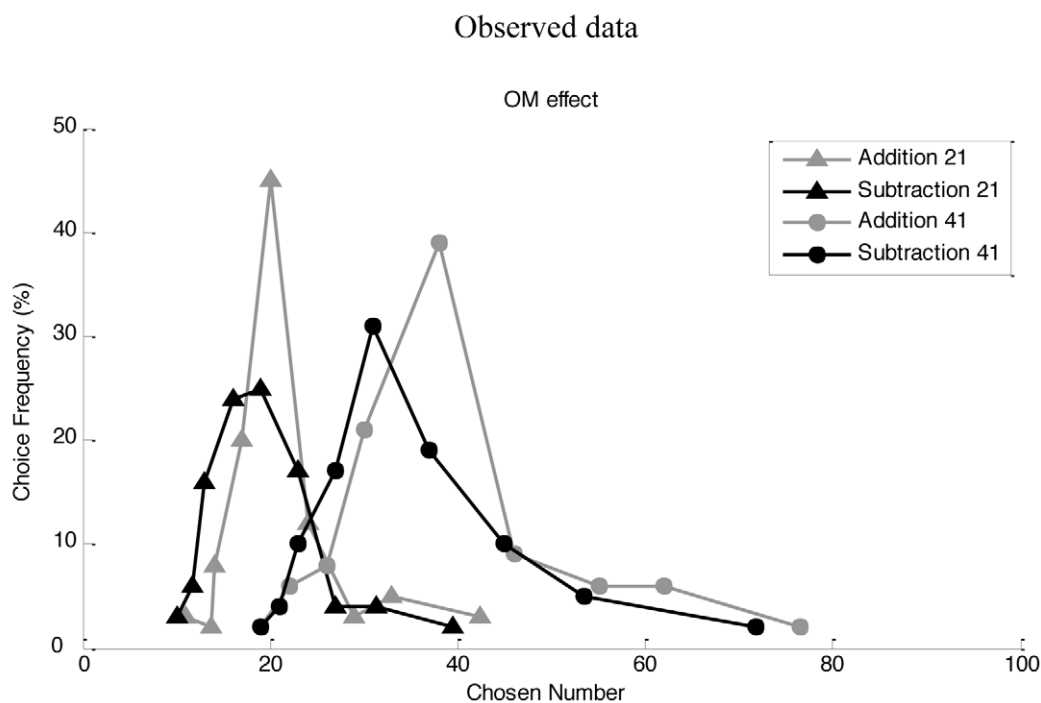 Observed data
OM effect
50
40
30
20
10
0
Choice Frequency (%)
Addition 21
Subtraction 21
Addition 41
Subtraction 41
0 20 40 60 80 100
Chosen Number